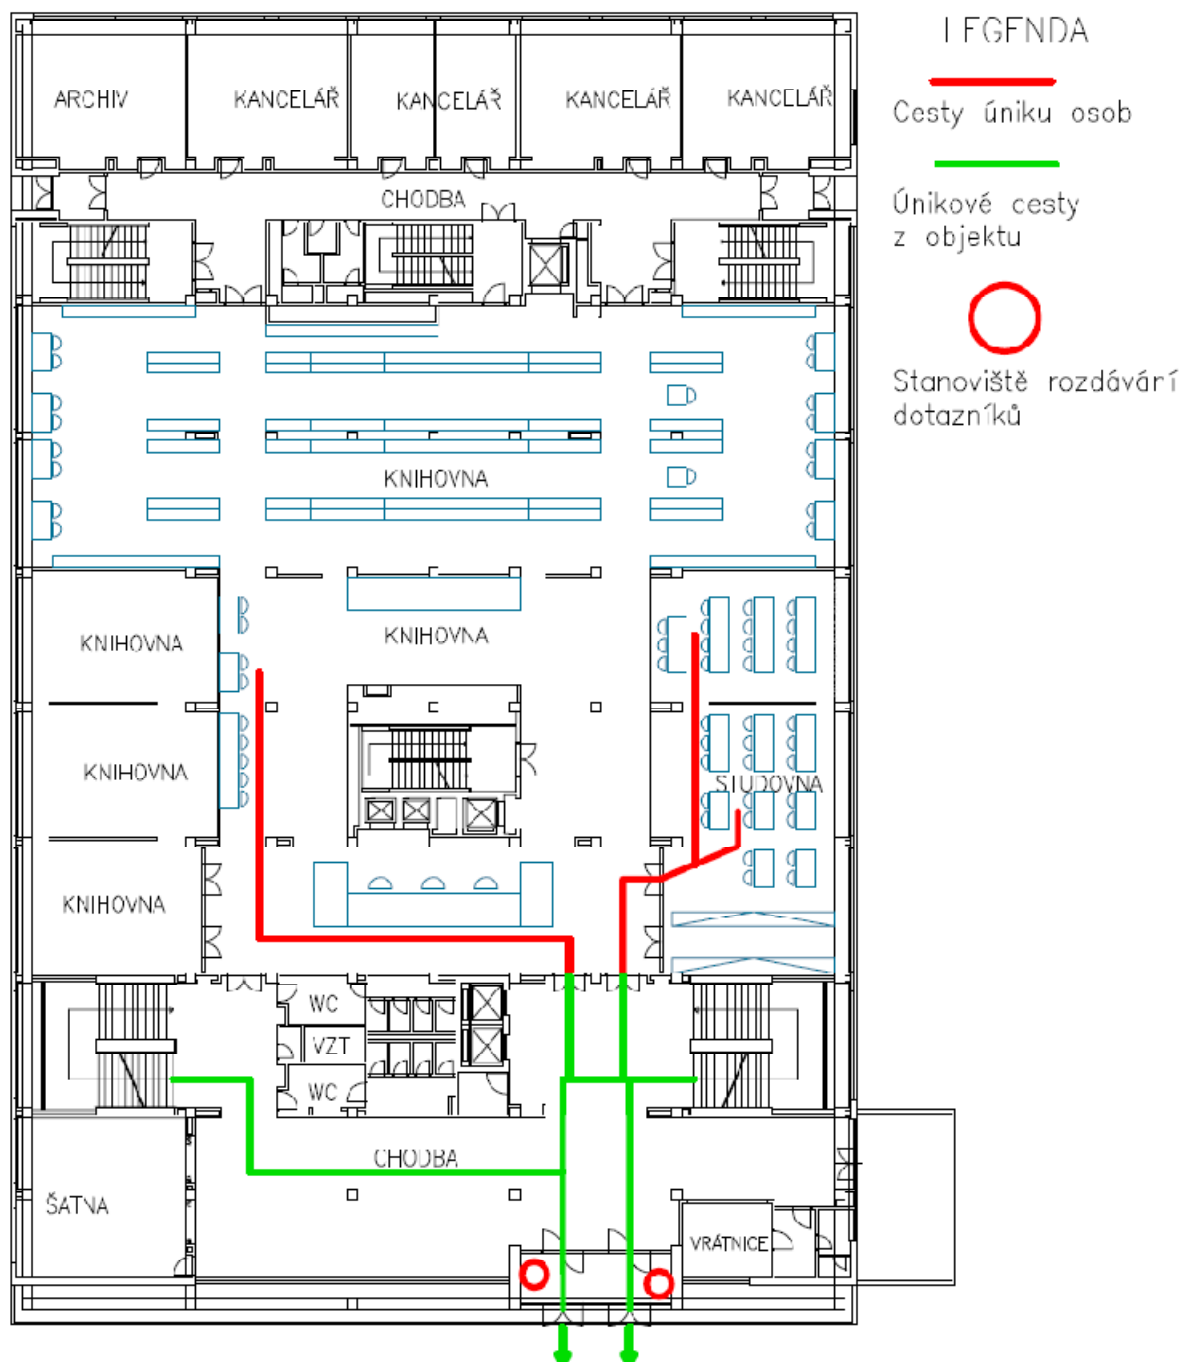 LEGENDA
Cesty úniku osob
Únikové cesty
z objektu
Stanoviště rozdávání
dotazníků
ARCHIV
KANCELÁŘ
KANCELÁŘ
KANCELÁŘ
KANCELÁŘ
CHODBA
KNIHOVNA
KNIHOVNA
KNIHOVNA
KNIHOVNA
STUDOVNA
KNIHOVNA
WC
VZT
WC
CHODBA
ŠATNA
VRÁTNICE